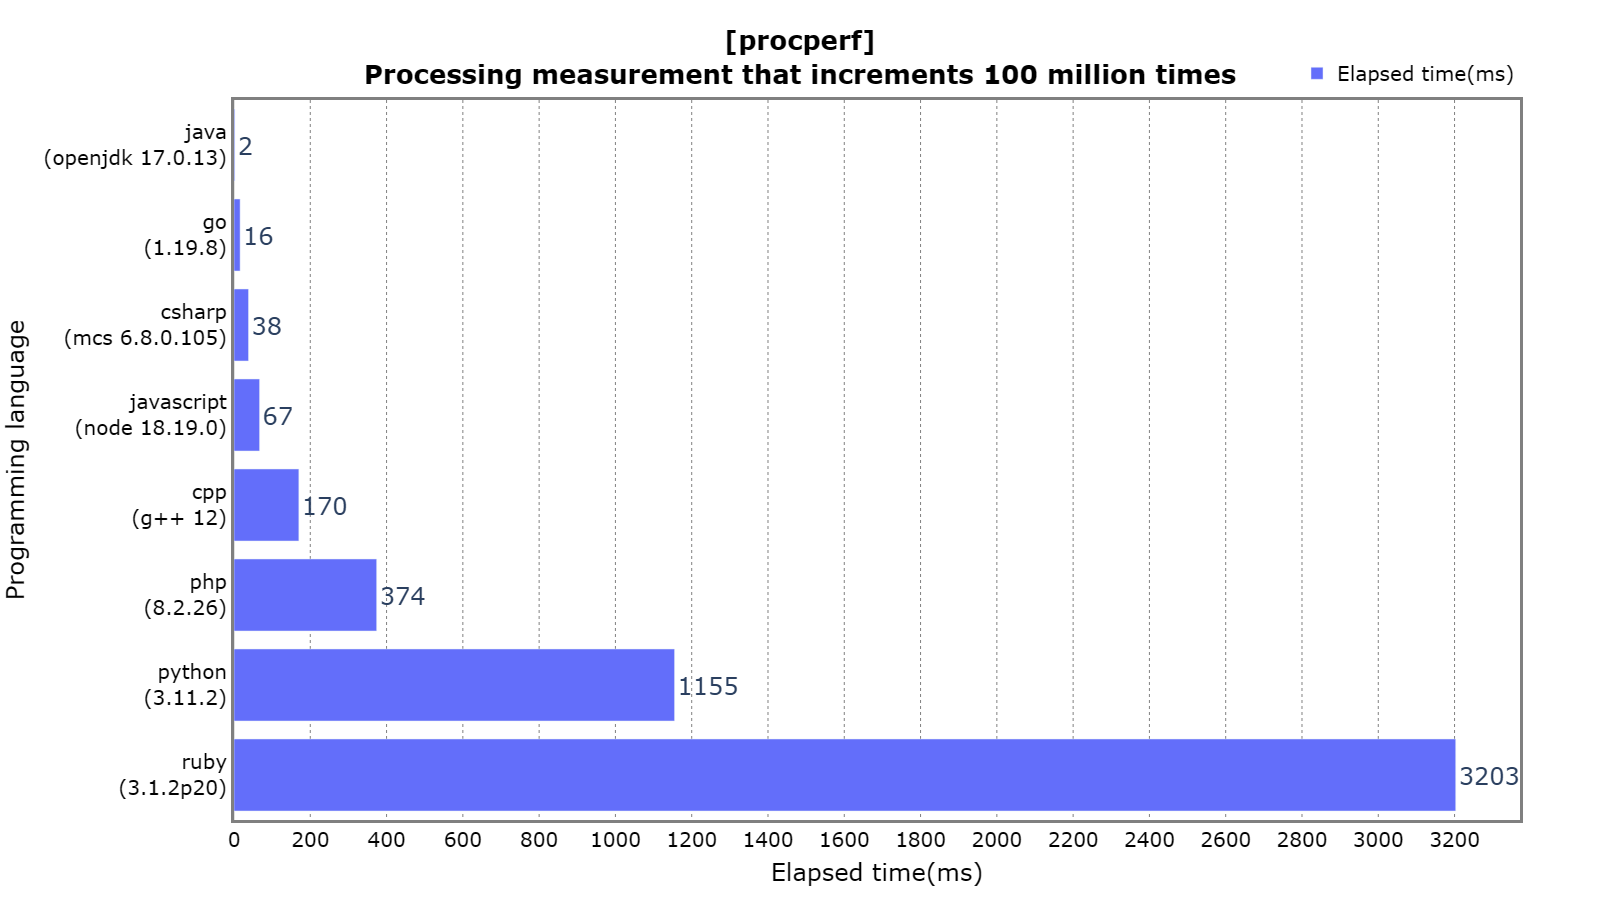 [procperf]
Processing measurement that increments 100 million times
Elapsed time(ms)
java
(openjdk 17.0.13)
2
go
(1.19.8)
16
csharp
(mcs 6.8.0.105)
38
javascript
(node 18.19.0)
67
cpp
(g++ 12)
170
php
(8.2.26)
374
python
(3.11.2)
1155
ruby
(3.1.2p20)
3203
Programming language
0 200 400 600 800 1000 1200 1400 1600 1800 2000 2200 2400 2600 2800 3000 3200
Elapsed time(ms)